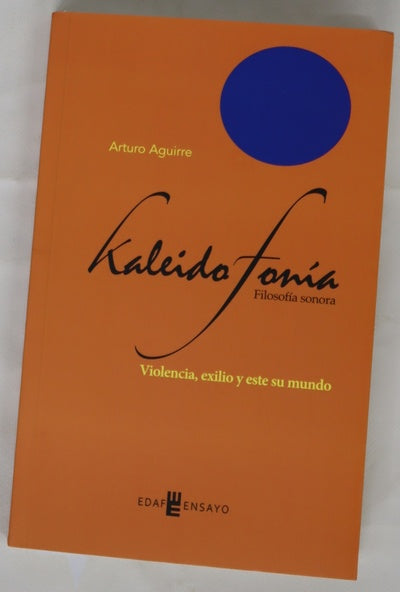 Arturo Aguirre
Kaleidofonía
Filosofía sonora
Violencia, exilio y este su mundo
EDAF ENSAYO